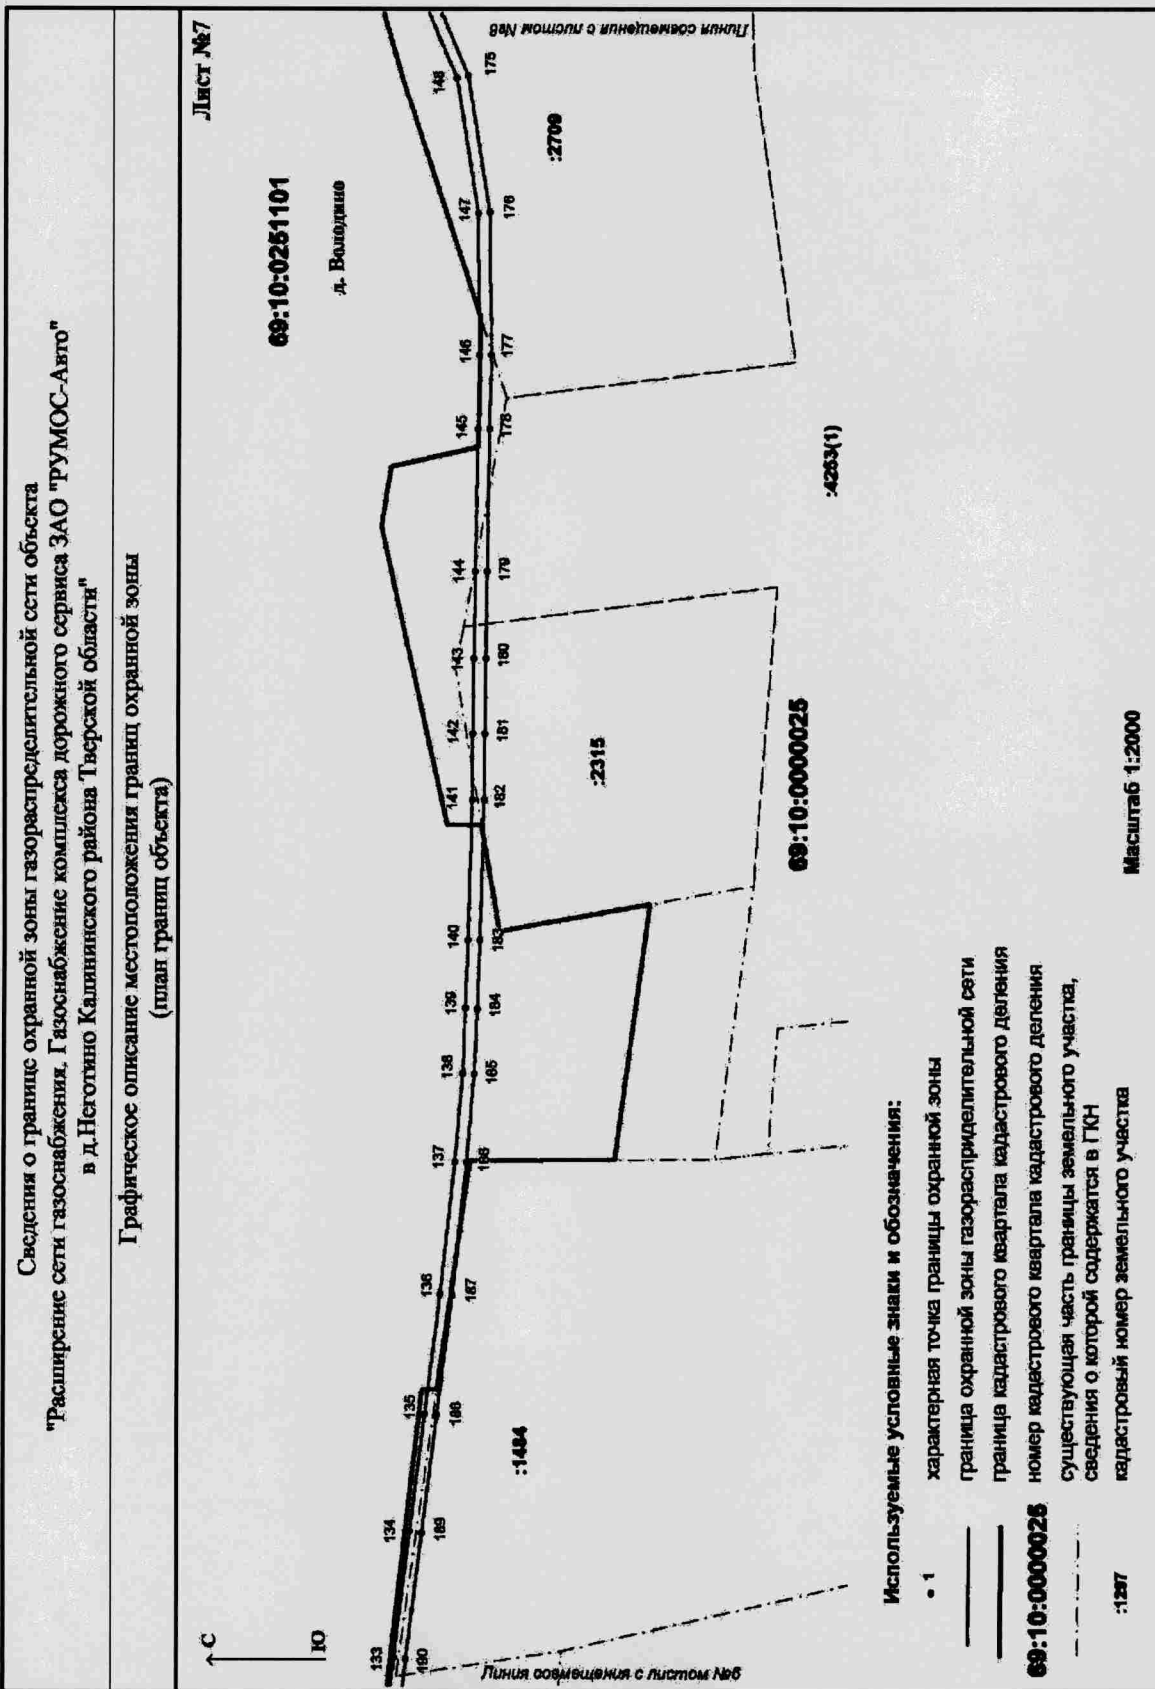 Сведения о границе охранной зоны газораспределительной сети объекта
"Расширение сети газоснабжения. Газоснабжение комплекса дорожного сервиса ЗАО "РУМОС-Авто"
в д.Неготино Калининского района Тверской области"
Графическое описание местоположения границ охранной зоны
(план границ объекта)
Лист №7
С
Ю
69:10:0251101
д. Володино
133
134
135
136
137
138
139
140
141
142
143
144
145
146
147
148
190
189
188
187
186
185
184
183
182
181
180
179
178
177
176
175
:1484
:2315
:2709
:4253(1)
69:10:0000025
Линия совмещения с листом №6
Линия совмещения с листом №8
Используемые условные знаки и обозначения:
• 1
характерная точка границы охранной зоны
граница охранной зоны газорасприделительной сети
граница кадастрового квартала кадастрового деления
69:10:0000025
номер кадастрового квартала кадастрового деления
существующая часть границы земельного участка,
сведения о которой содержатся в ГКН
:1297
кадастровый номер земельного участка
Масштаб 1:2000